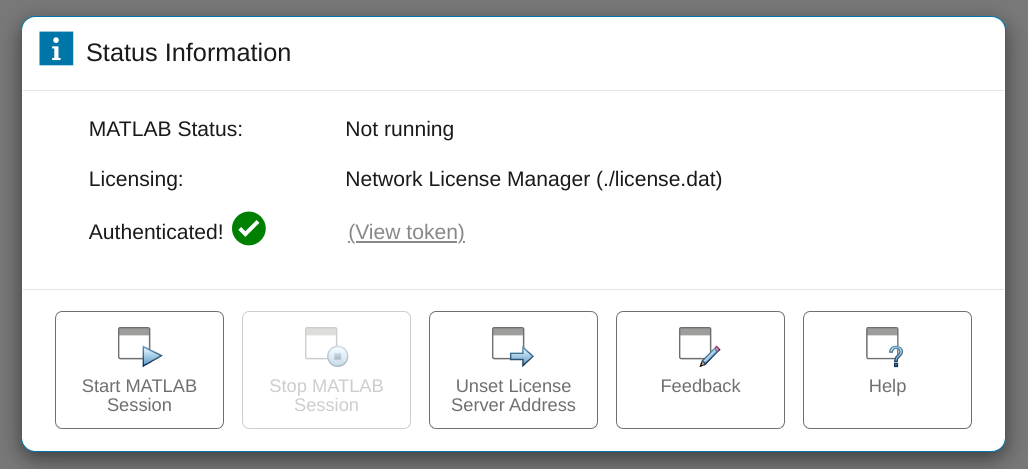 Status Information
MATLAB Status: Not running
Licensing: Network License Manager (./license.dat)
Authenticated! (View token)
Start MATLAB
Session
Stop MATLAB
Session
Unset License
Server Address
Feedback
Help